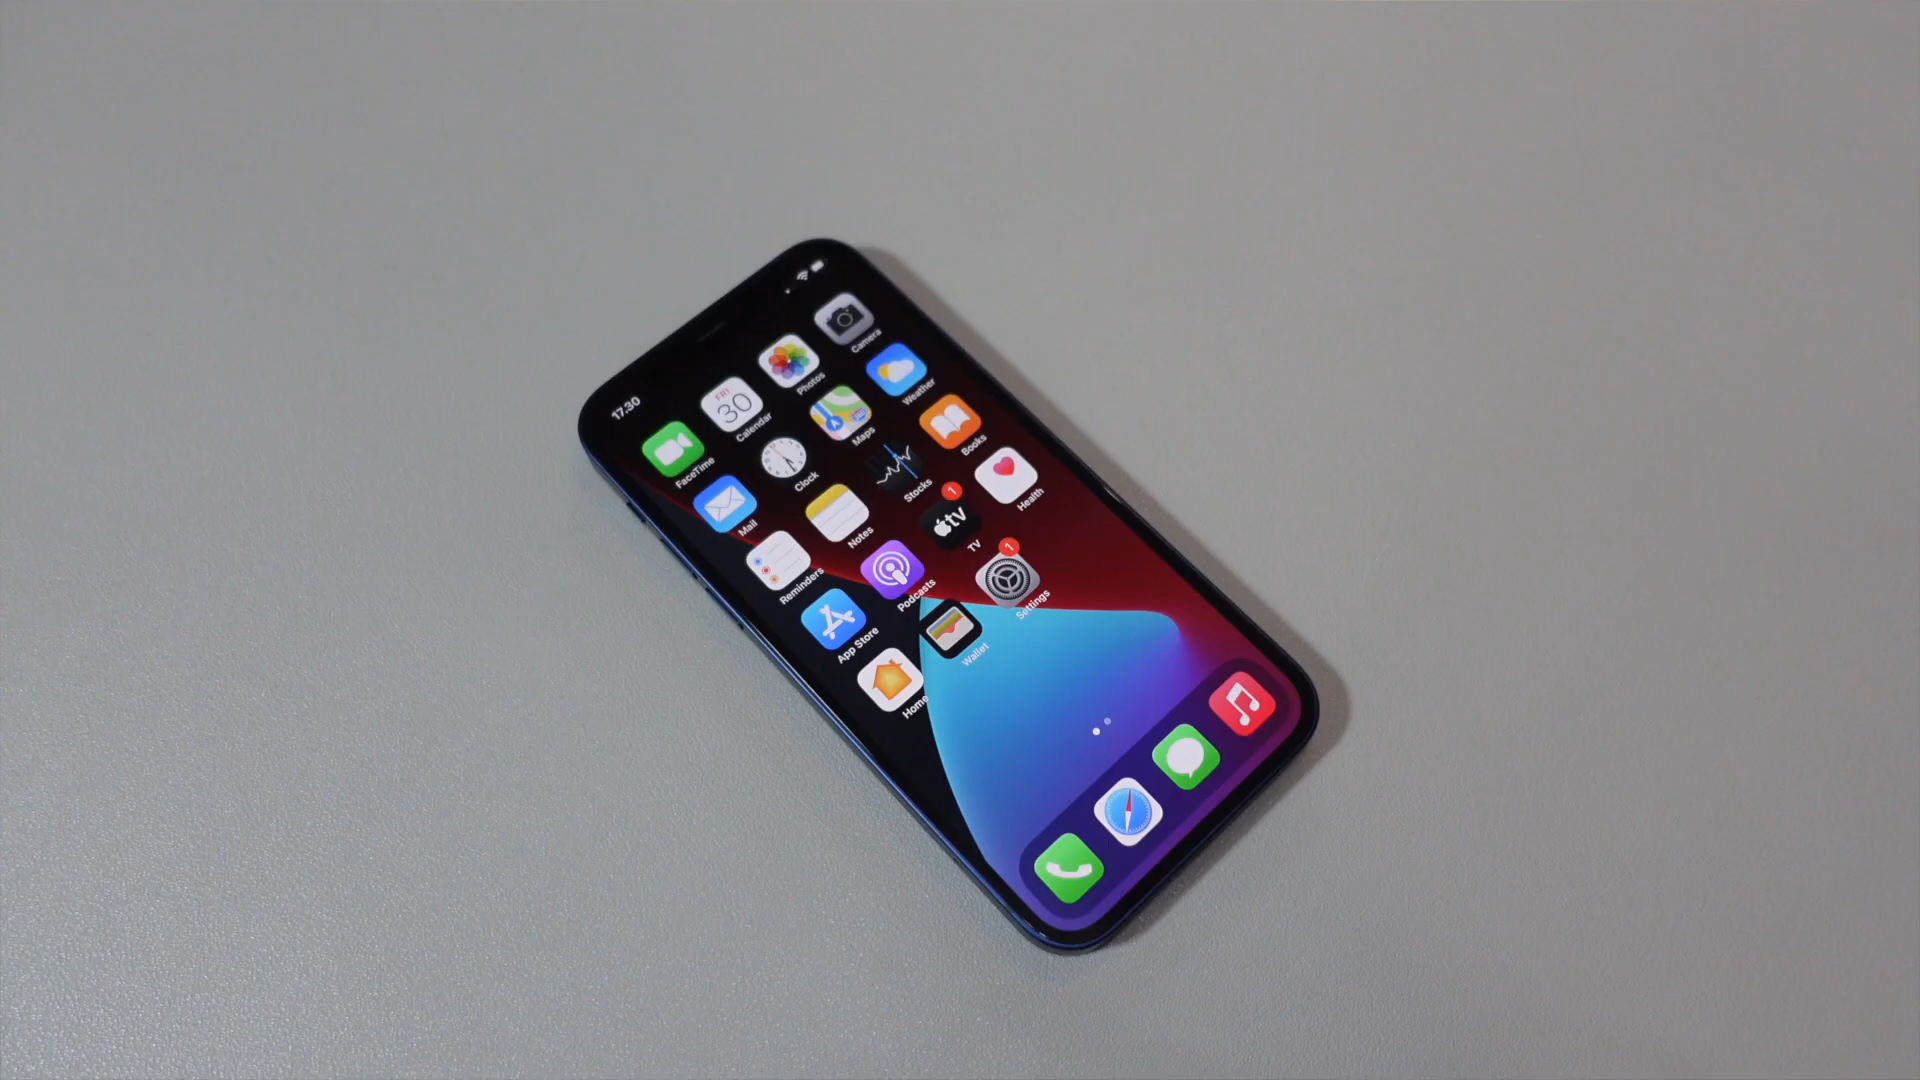 17.30
FaceTime
FRI
30
Calendar
Photos
Camera
Mail
Clock
Maps
Weather
Reminders
Notes
Stocks
Books
App Store
Podcasts
1
tv
TV
Health
Home
Wallet
1
Settings